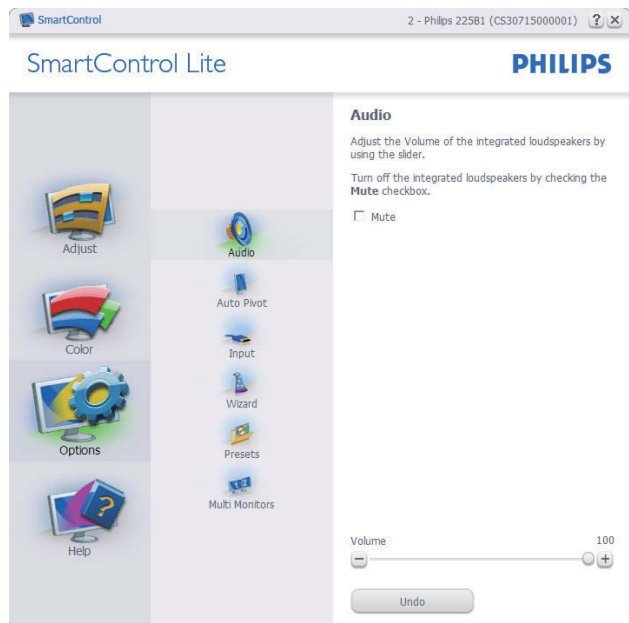 SmartControl
2 - Philips 225B1 (CS30715000001)
?
SmartControl Lite
PHILIPS
Adjust
Color
Options
?
Help
Audio
Auto Pivot
Input
Wizard
Presets
1 2
Multi Monitors
Audio
Adjust the Volume of the integrated loudspeakers by
using the slider.
Turn off the integrated loudspeakers by checking the
Mute checkbox.
Mute
Volume
100
Undo